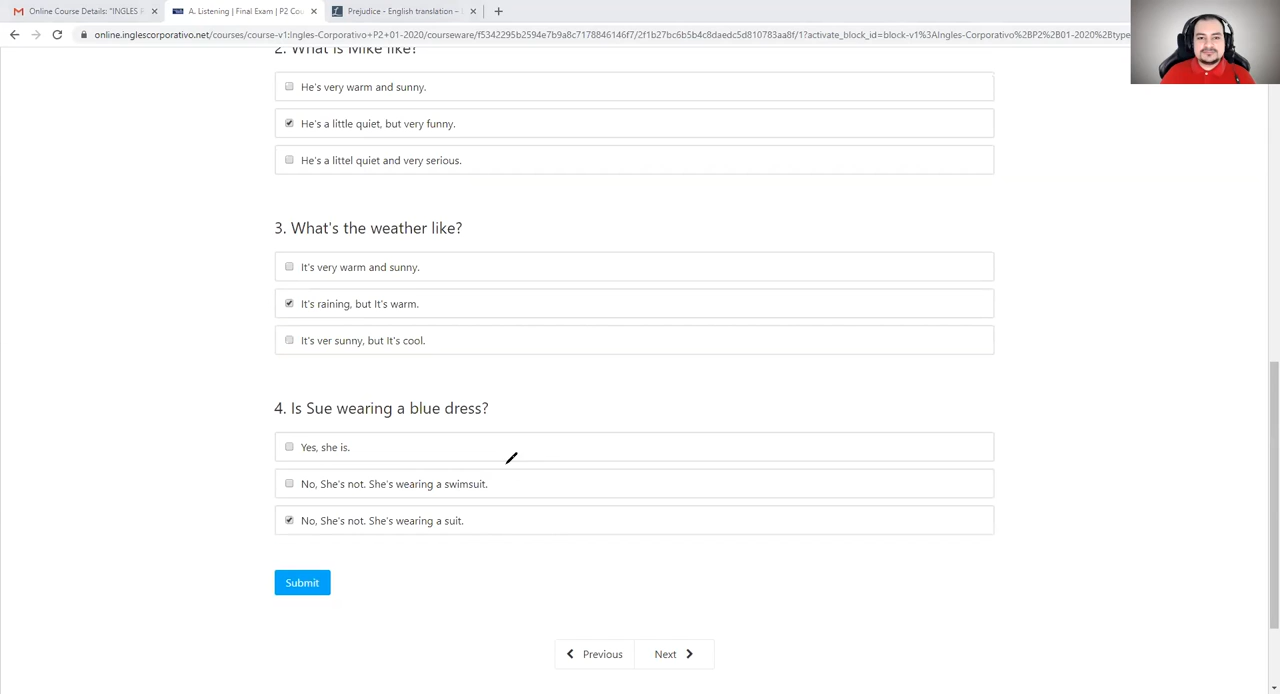 Online Course Details: "INGLES P
A. Listening | Final Exam | P2 Cou
Prejudice - English translation -
online.inglescorporativo.net/courses/course-v1:Ingles-Corporativo+P2+01-2020/courseware/f5342295b2594e7b9a8c7178846146f7/2f1b27bc6b5b4c8daedc5d810783aa8f/1?activate_block_id=block-v1%3AIngles-Corporativo%2BP2%2B01-2020%2Btype
2. What is Mike like?
He's very warm and sunny.
He's a little quiet, but very funny.
He's a littel quiet and very serious.
3. What's the weather like?
It's very warm and sunny.
It's raining, but It's warm.
It's ver sunny, but It's cool.
4. Is Sue wearing a blue dress?
Yes, she is.
No, She's not. She's wearing a swimsuit.
No, She's not. She's wearing a suit.
Submit
Previous
Next